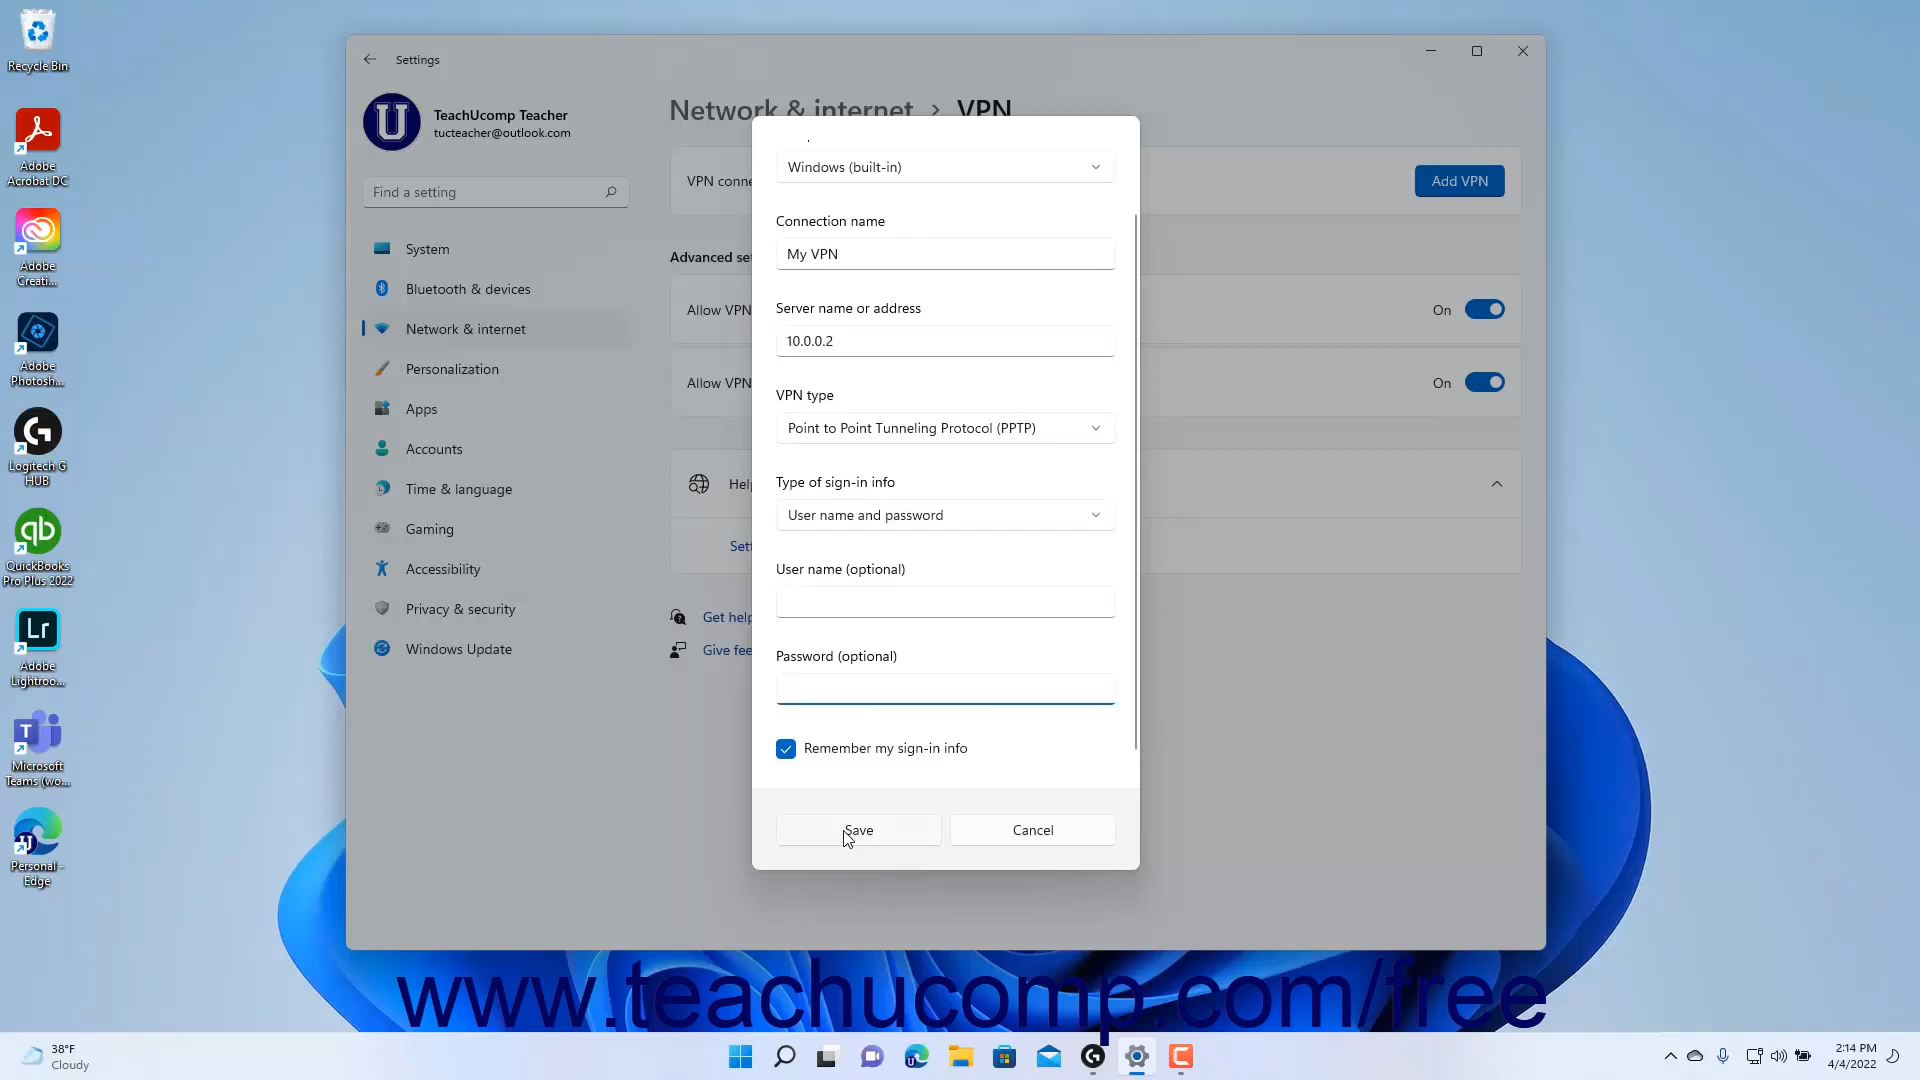 Recycle Bin
Adobe
Acrobat DC
Adobe
Creati...
Adobe
Photosh...
Logitech G
HUB
QuickBooks
Pro Plus 2022
Adobe
Lightroo...
Microsoft
Teams (wo...
Personal -
Edge
Settings
TeachUcomp Teacher
tucteacher@outlook.com
Find a setting
System
Bluetooth & devices
Network & internet
Personalization
Apps
Accounts
Time & language
Gaming
Accessibility
Privacy & security
Windows Update
Network & internet > VPN
VPN conne
Add VPN
Advanced se
Allow VPN
On
Allow VPN
On
Hel
Set
Get help
Give fee
Windows (built-in)
Connection name
My VPN
Server name or address
10.0.0.2
VPN type
Point to Point Tunneling Protocol (PPTP)
Type of sign-in info
User name and password
User name (optional)
Password (optional)
Remember my sign-in info
Save
Cancel
www.teachucomp.com/free
38°F
Cloudy
2:14 PM
4/4/2022